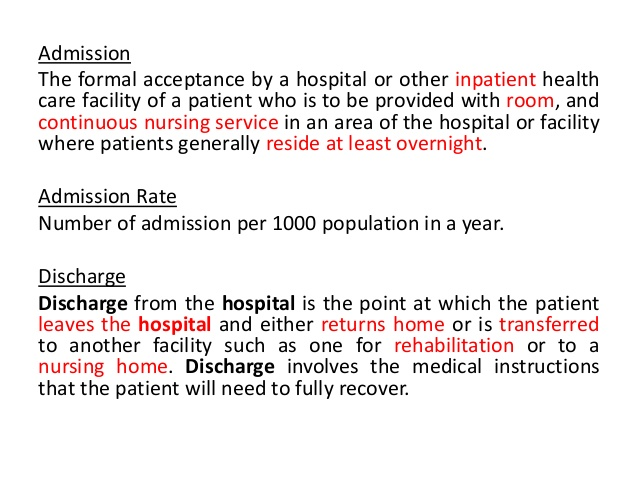 Admission
The formal acceptance by a hospital or other inpatient health
care facility of a patient who is to be provided with room, and
continuous nursing service in an area of the hospital or facility
where patients generally reside at least overnight.
Admission Rate
Number of admission per 1000 population in a year.
Discharge
Discharge from the hospital is the point at which the patient
leaves the hospital and either returns home or is transferred
to another facility such as one for rehabilitation or to a
nursing home. Discharge involves the medical instructions
that the patient will need to fully recover.